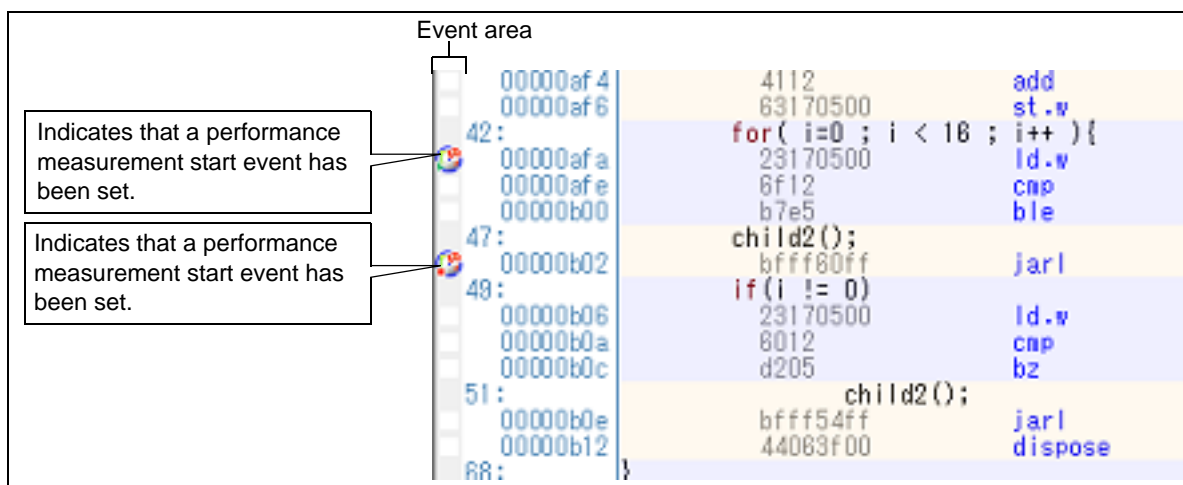 Event area
00000af4 4112 add
00000af6 63170500 st.w
42: for( i=0 ; i < 16 ; i++ ){
Indicates that a performance
measurement start event has
been set.
00000afa 23170500 ld.w
00000afe 6f12 cmp
00000b00 b7e5 ble
47: child2();
Indicates that a performance
measurement start event has
been set.
00000b02 bfff60ff jarl
49: if(i != 0)
00000b06 23170500 ld.w
00000b0a 6012 cmp
00000b0c d205 bz
51: child2();
00000b0e bfff54ff jarl
00000b12 44063f00 dispose
68: }